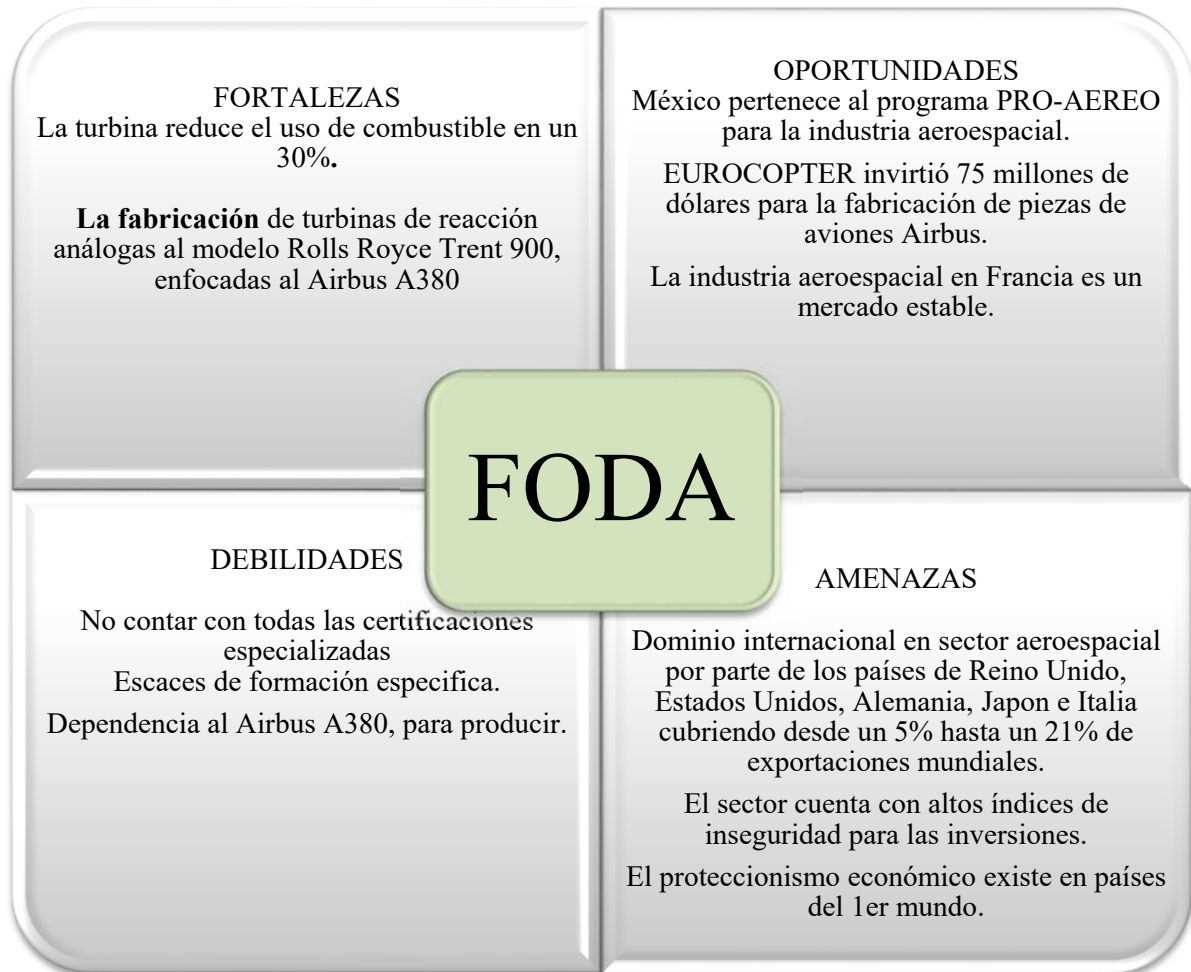 FORTALEZAS
La turbina reduce el uso de combustible en un
30%.
La fabricación de turbinas de reacción
análogas al modelo Rolls Royce Trent 900,
enfocadas al Airbus A380
OPORTUNIDADES
México pertenece al programa PRO-AEREO
para la industria aeroespacial.
EUROCOPTER invirtió 75 millones de
dólares para la fabricación de piezas de
aviones Airbus.
La industria aeroespacial en Francia es un
mercado estable.
FODA
DEBILIDADES
No contar con todas las certificaciones
especializadas
Escaces de formación especifica.
Dependencia al Airbus A380, para producir.
AMENAZAS
Dominio internacional en sector aeroespacial
por parte de los países de Reino Unido,
Estados Unidos, Alemania, Japon e Italia
cubriendo desde un 5% hasta un 21% de
exportaciones mundiales.
El sector cuenta con altos índices de
inseguridad para las inversiones.
El proteccionismo económico existe en países
del 1er mundo.